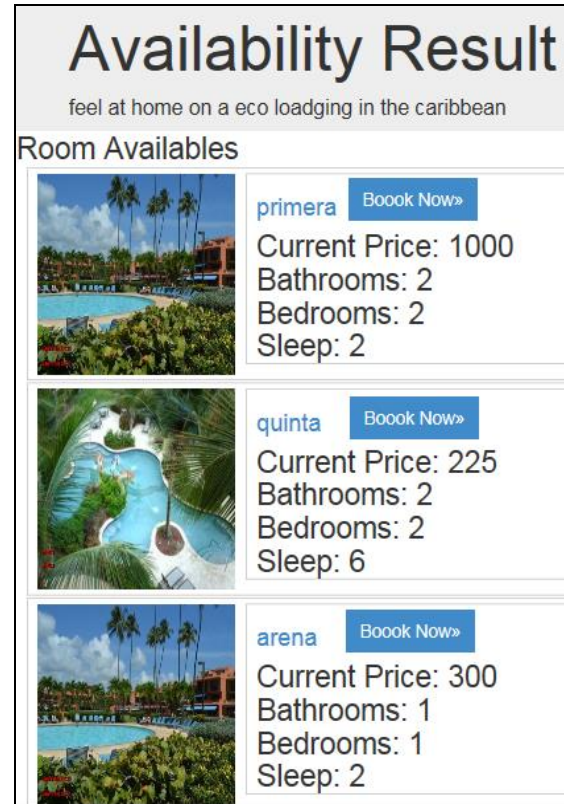 Availability Result
feel at home on a eco loadging in the caribbean
Room Availables
primera Boook Now»
Current Price: 1000
Bathrooms: 2
Bedrooms: 2
Sleep: 2
quinta Boook Now»
Current Price: 225
Bathrooms: 2
Bedrooms: 2
Sleep: 6
arena Boook Now»
Current Price: 300
Bathrooms: 1
Bedrooms: 1
Sleep: 2